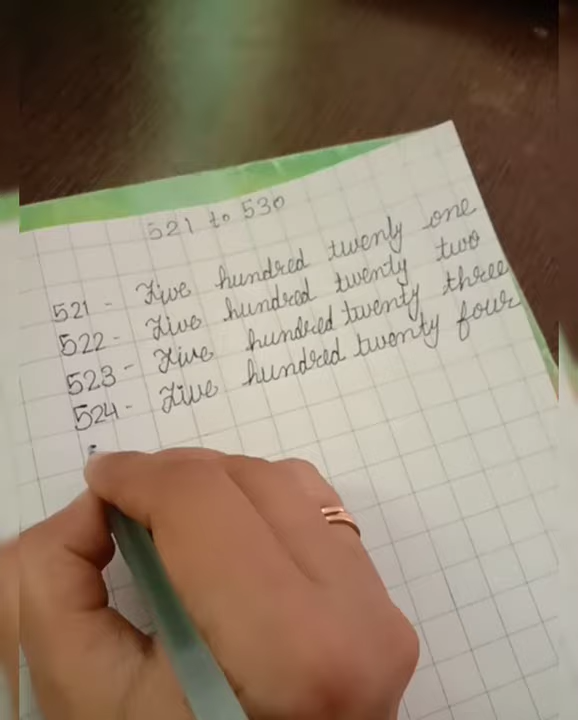 521 to 530
521 - Five hundred twenty one
522 - Five hundred twenty two
523 - Five hundred twenty three
524 - Five hundred twenty four